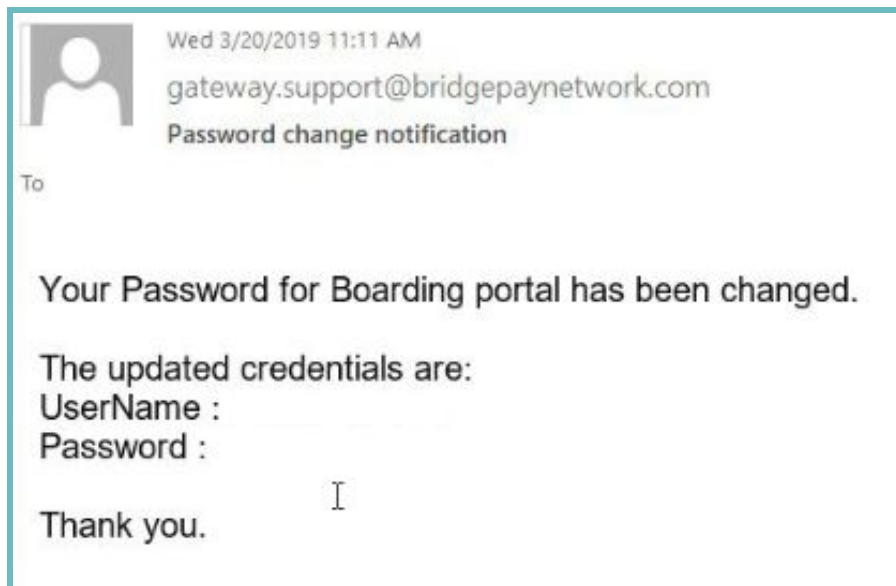 Wed 3/20/2019 11:11 AM
gateway.support@bridgepaynetwork.com
Password change notification
To
Your Password for Boarding portal has been changed.
The updated credentials are:
UserName :
Password :
Thank you.